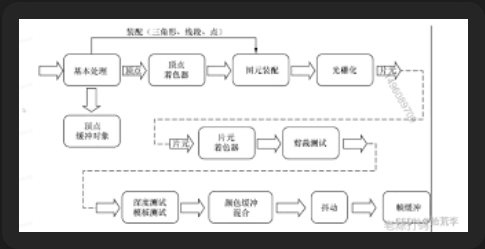 装配（三角形、线段、点）
基本处理
顶点
顶点
着色器
图元装配
光栅化
片元
顶点
缓冲对象
片元
片元
着色器
剪裁测试
深度测试
模板测试
颜色缓冲
混合
抖动
帧缓冲